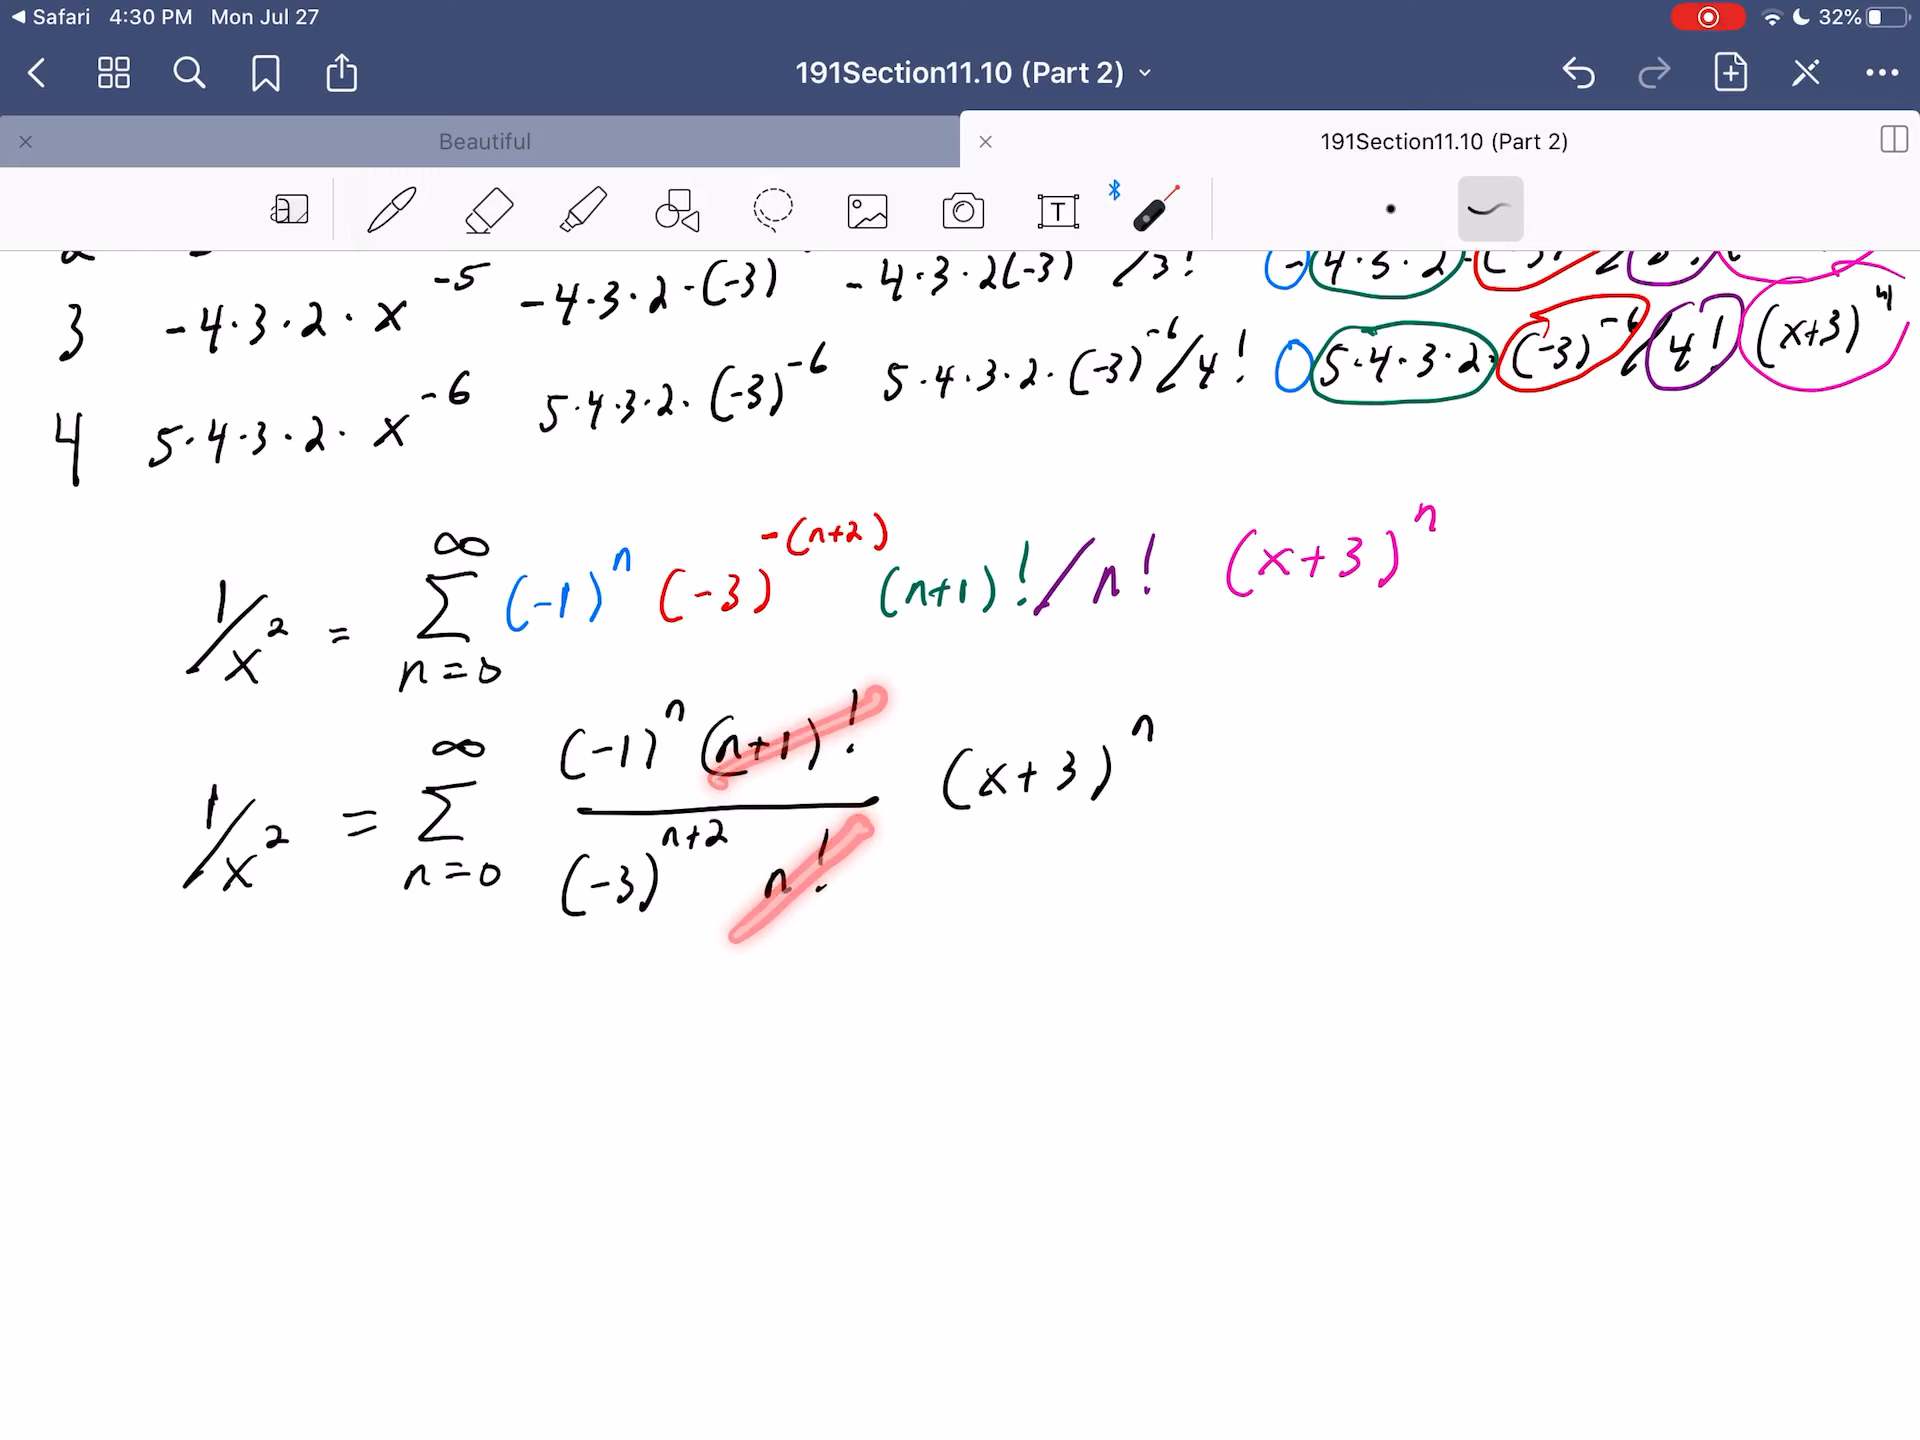 Safari 4:30 PM Mon Jul 27 32%
191Section11.10 (Part 2)
Beautiful 191Section11.10 (Part 2)
3 -4·3·2·x^-5 -4·3·2·(-3) -4·3·2(-3) /3! -4·3·2·
4 5·4·3·2·x^-6 5·4·3·2·(-3)^-6 5·4·3·2·(-3)^-6/4! 5·4·3·2·(-3)^-6/4! (x+3)^4
1/x^2 = ∞ Σ n=0 (-1)^n (-3)^-(n+2) (n+1)!/n! (x+3)^n
1/x^2 = ∞ Σ n=0 (-1)^n (n+1)! / (-3)^n+2 n! (x+3)^n